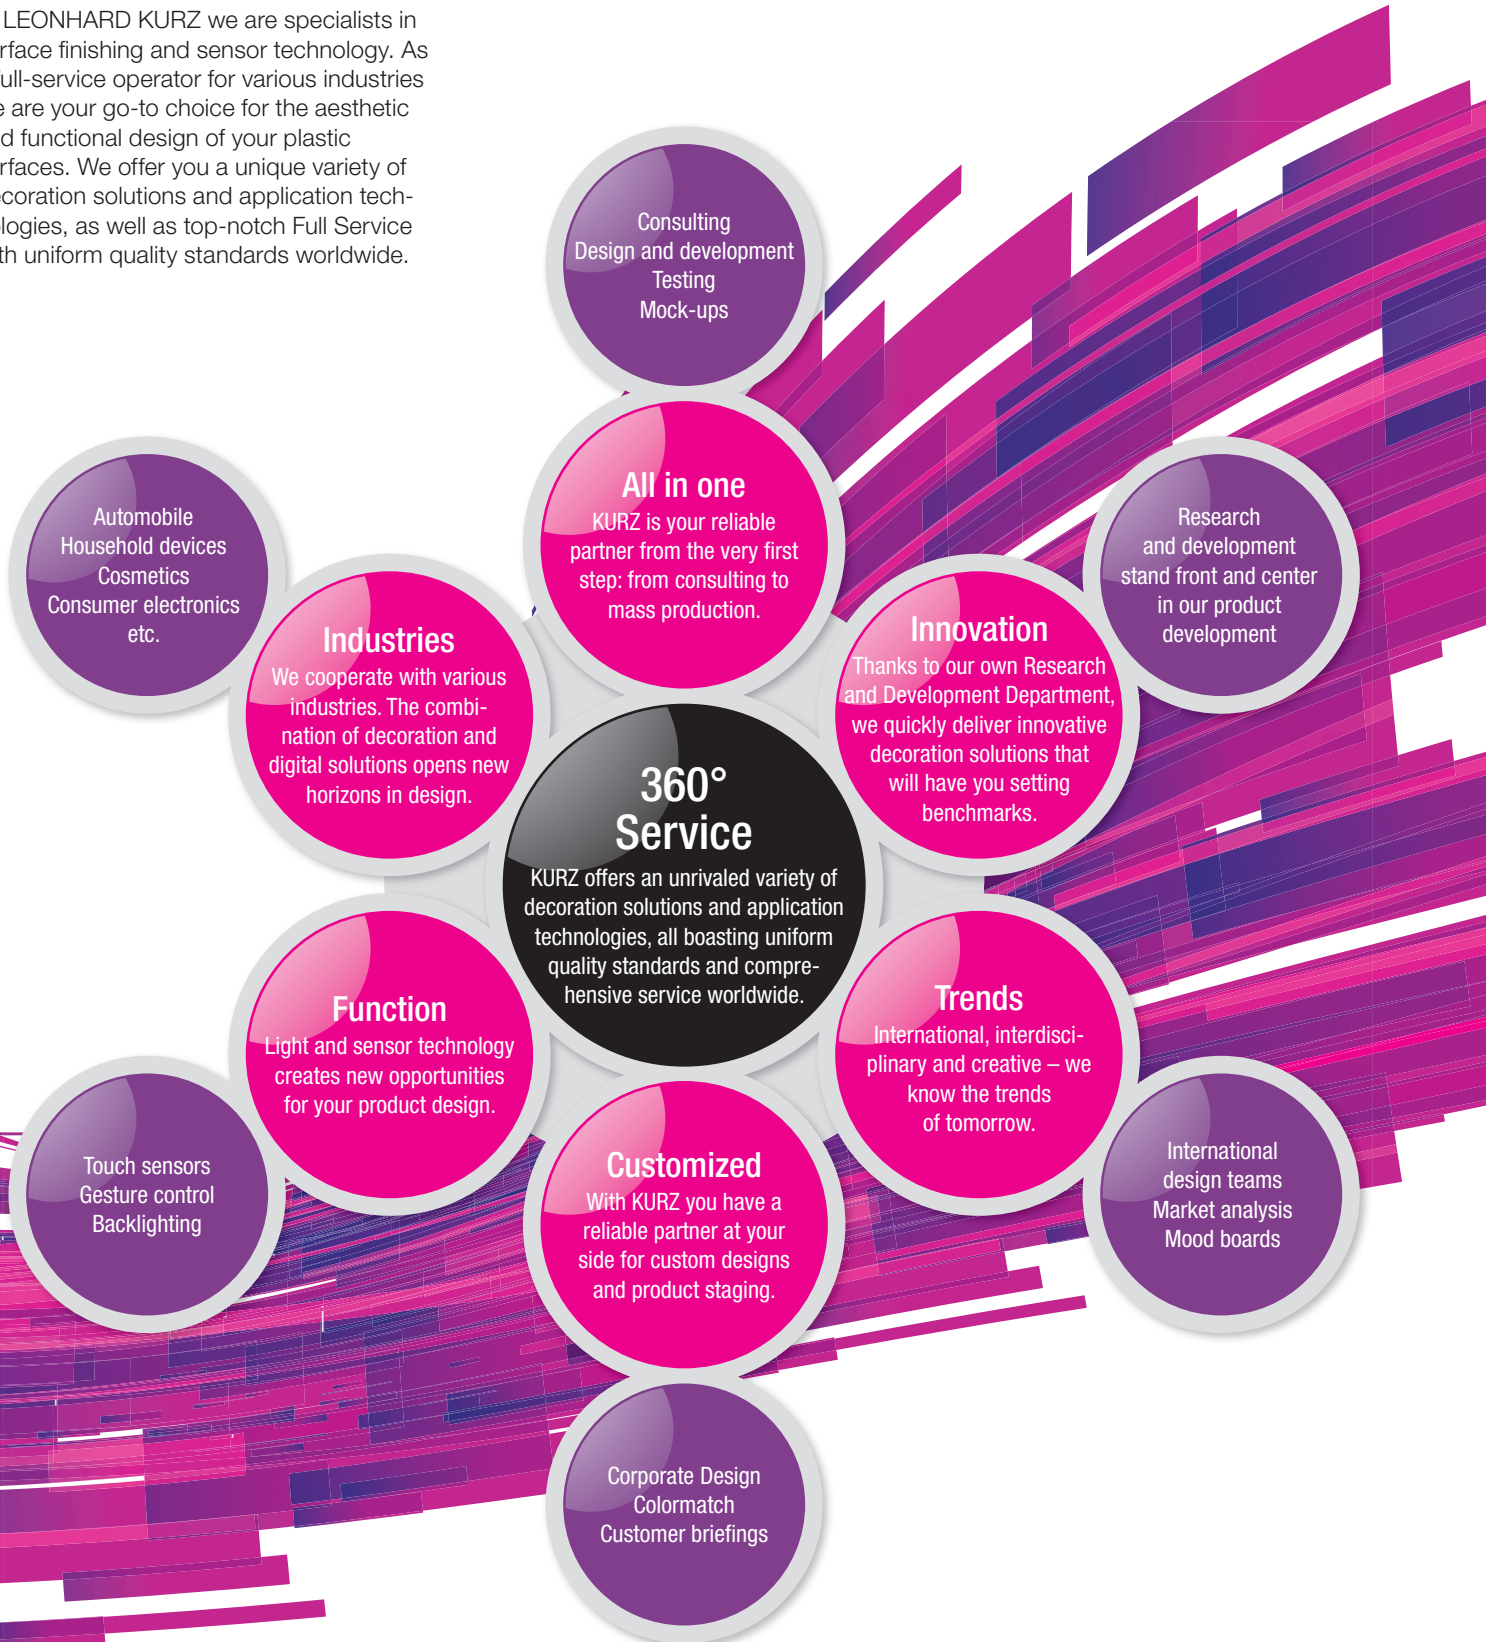 LEONHARD KURZ we are specialists in
rface finishing and sensor technology. As
ull-service operator for various industries
e are your go-to choice for the aesthetic
d functional design of your plastic
rfaces. We offer you a unique variety of
ecoration solutions and application tech-
ologies, as well as top-notch Full Service
th uniform quality standards worldwide.
Consulting
Design and development
Testing
Mock-ups
All in one
KURZ is your reliable
partner from the very first
step: from consulting to
mass production.
Automobile
Household devices
Cosmetics
Consumer electronics
etc.
Industries
We cooperate with various
industries. The combi-
nation of decoration and
digital solutions opens new
horizons in design.
Research
and development
stand front and center
in our product
development
Innovation
Thanks to our own Research
and Development Department,
we quickly deliver innovative
decoration solutions that
will have you setting
benchmarks.
360°
Service
KURZ offers an unrivaled variety of
decoration solutions and application
technologies, all boasting uniform
quality standards and compre-
hensive service worldwide.
Function
Light and sensor technology
creates new opportunities
for your product design.
Touch sensors
Gesture control
Backlighting
Trends
International, interdisci-
plinary and creative – we
know the trends
of tomorrow.
International
design teams
Market analysis
Mood boards
Customized
With KURZ you have a
reliable partner at your
side for custom designs
and product staging.
Corporate Design
Colormatch
Customer briefings